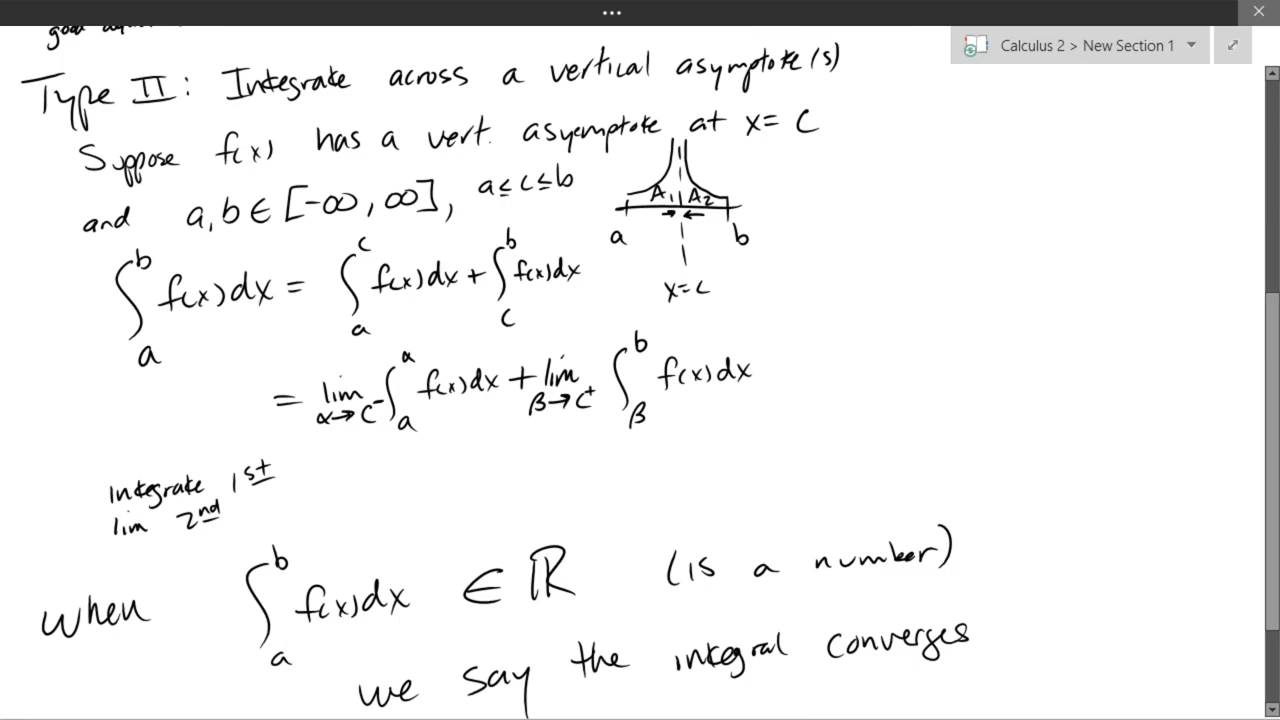 ...
Calculus 2 > New Section 1
good
Type II: Integrate across a vertical asymptote(s)
Suppose f(x) has a vert. asymptote at x=c
and a,b ∈ [-∞,∞], a≤c≤b
A₁ A₂
a b
x=c
∫_a^b f(x)dx = ∫_a^c f(x)dx + ∫_c^b f(x)dx
= lim_{α→c⁻} ∫_a^α f(x)dx + lim_{β→c⁺} ∫_β^b f(x)dx
integrate 1st
lim 2nd
when ∫_a^b f(x)dx ∈ ℝ (is a number)
we say the integral converges